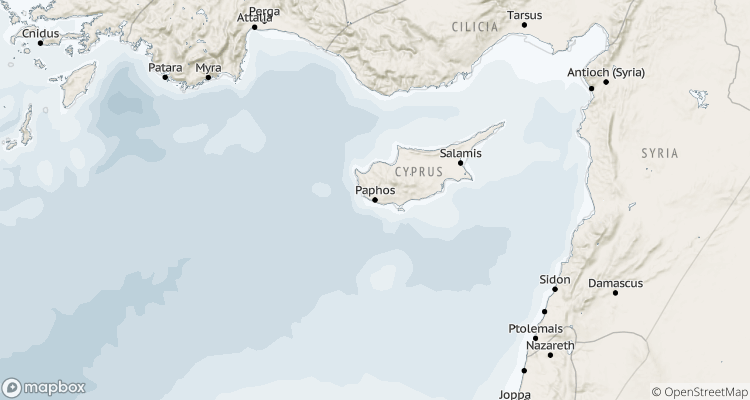 Perga
Attalia
CILICIA
Tarsus
Cnidus
Patara
Myra
Antioch (Syria)
Salamis
SYRIA
CYPRUS
Paphos
Sidon
Damascus
Ptolemais
Nazareth
Joppa
mapbox
© OpenStreetMap